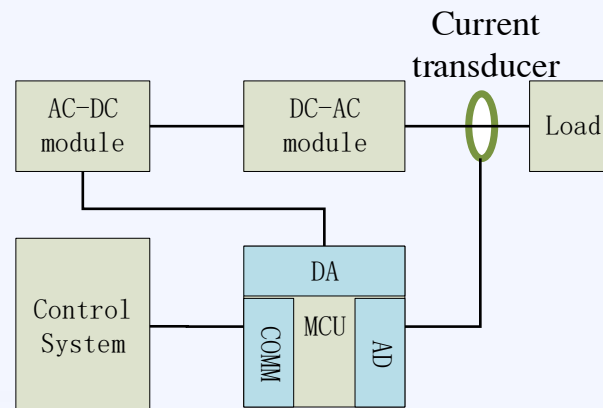 Current
transducer
AC-DC
module
DC-AC
module
Load
DA
Control
System
COMM
MCU
AD